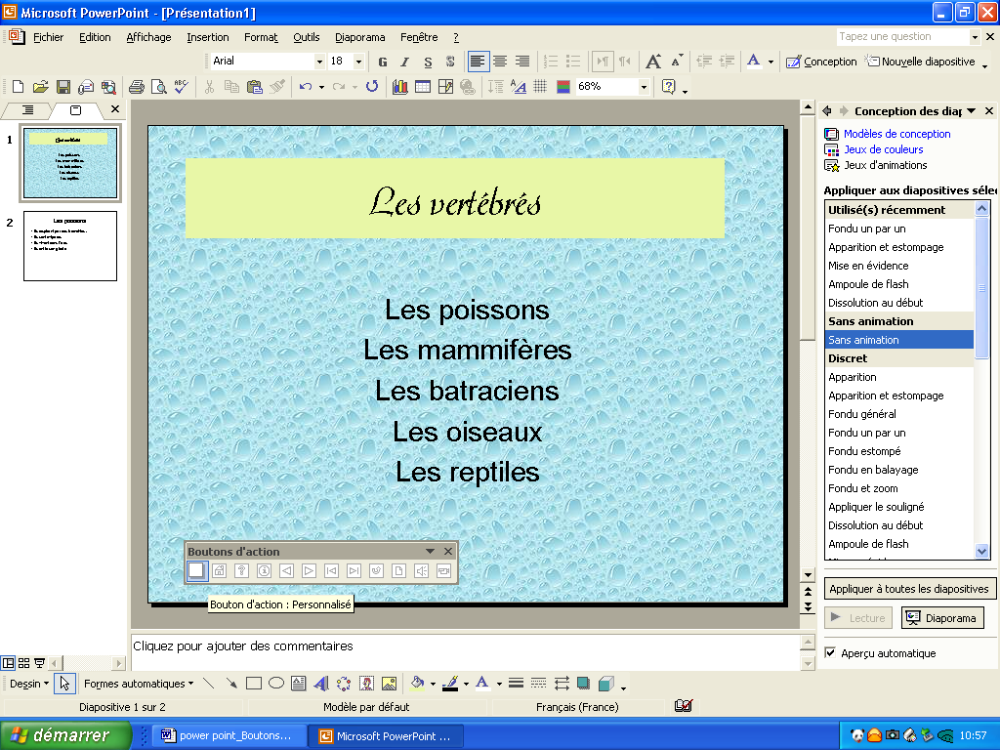 Microsoft PowerPoint - [Présentation1]
Fichier Edition Affichage Insertion Format Outils Diaporama Fenêtre ?
Tapez une question
Arial 18 G I S S Conception Nouvelle diapositive
68%
1
Les vertébrés
Les poissons
Les mammifères
Les batraciens
Les oiseaux
Les reptiles
2
Les poissons
Les vertébrés
Les poissons
Les mammifères
Les batraciens
Les oiseaux
Les reptiles
Boutons d'action
Bouton d'action : Personnalisé
Cliquez pour ajouter des commentaires
Conception des diap
Modèles de conception
Jeux de couleurs
Jeux d'animations
Appliquer aux diapositives séle
Utilisé(s) récemment
Fondu un par un
Apparition et estompage
Mise en évidence
Ampoule de flash
Dissolution au début
Sans animation
Sans animation
Discret
Apparition
Apparition et estompage
Fondu général
Fondu un par un
Fondu estompé
Fondu en balayage
Fondu et zoom
Appliquer le souligné
Dissolution au début
Ampoule de flash
Appliquer à toutes les diapositives
Lecture Diaporama
Aperçu automatique
Dessin Formes automatiques
Diapositive 1 sur 2 Modèle par défaut Français (France)
démarrer power point_Boutons... Microsoft PowerPoint ... 10:57